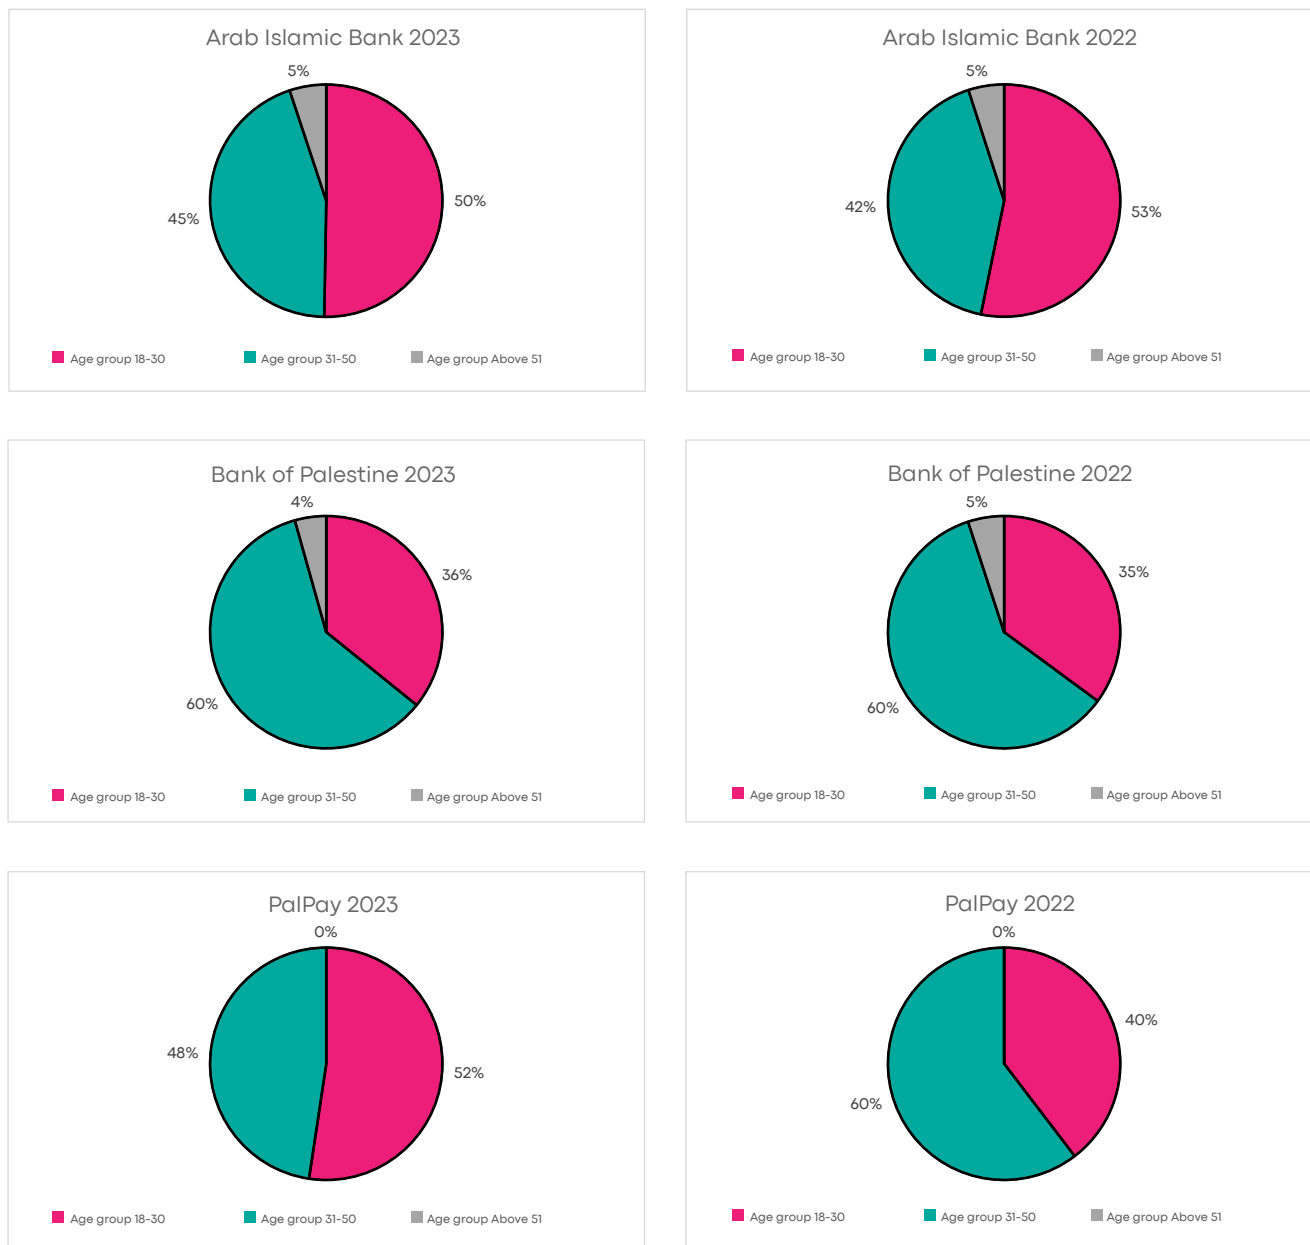 Arab Islamic Bank 2023
5%
50%
45%
Age group 18-30
Age group 31-50
Age group Above 51
Arab Islamic Bank 2022
5%
42%
53%
Age group 18-30
Age group 31-50
Age group Above 51
Bank of Palestine 2023
4%
36%
60%
Age group 18-30
Age group 31-50
Age group Above 51
Bank of Palestine 2022
5%
35%
60%
Age group 18-30
Age group 31-50
Age group Above 51
PalPay 2023
0%
48%
52%
Age group 18-30
Age group 31-50
Age group Above 51
PalPay 2022
0%
40%
60%
Age group 18-30
Age group 31-50
Age group Above 51